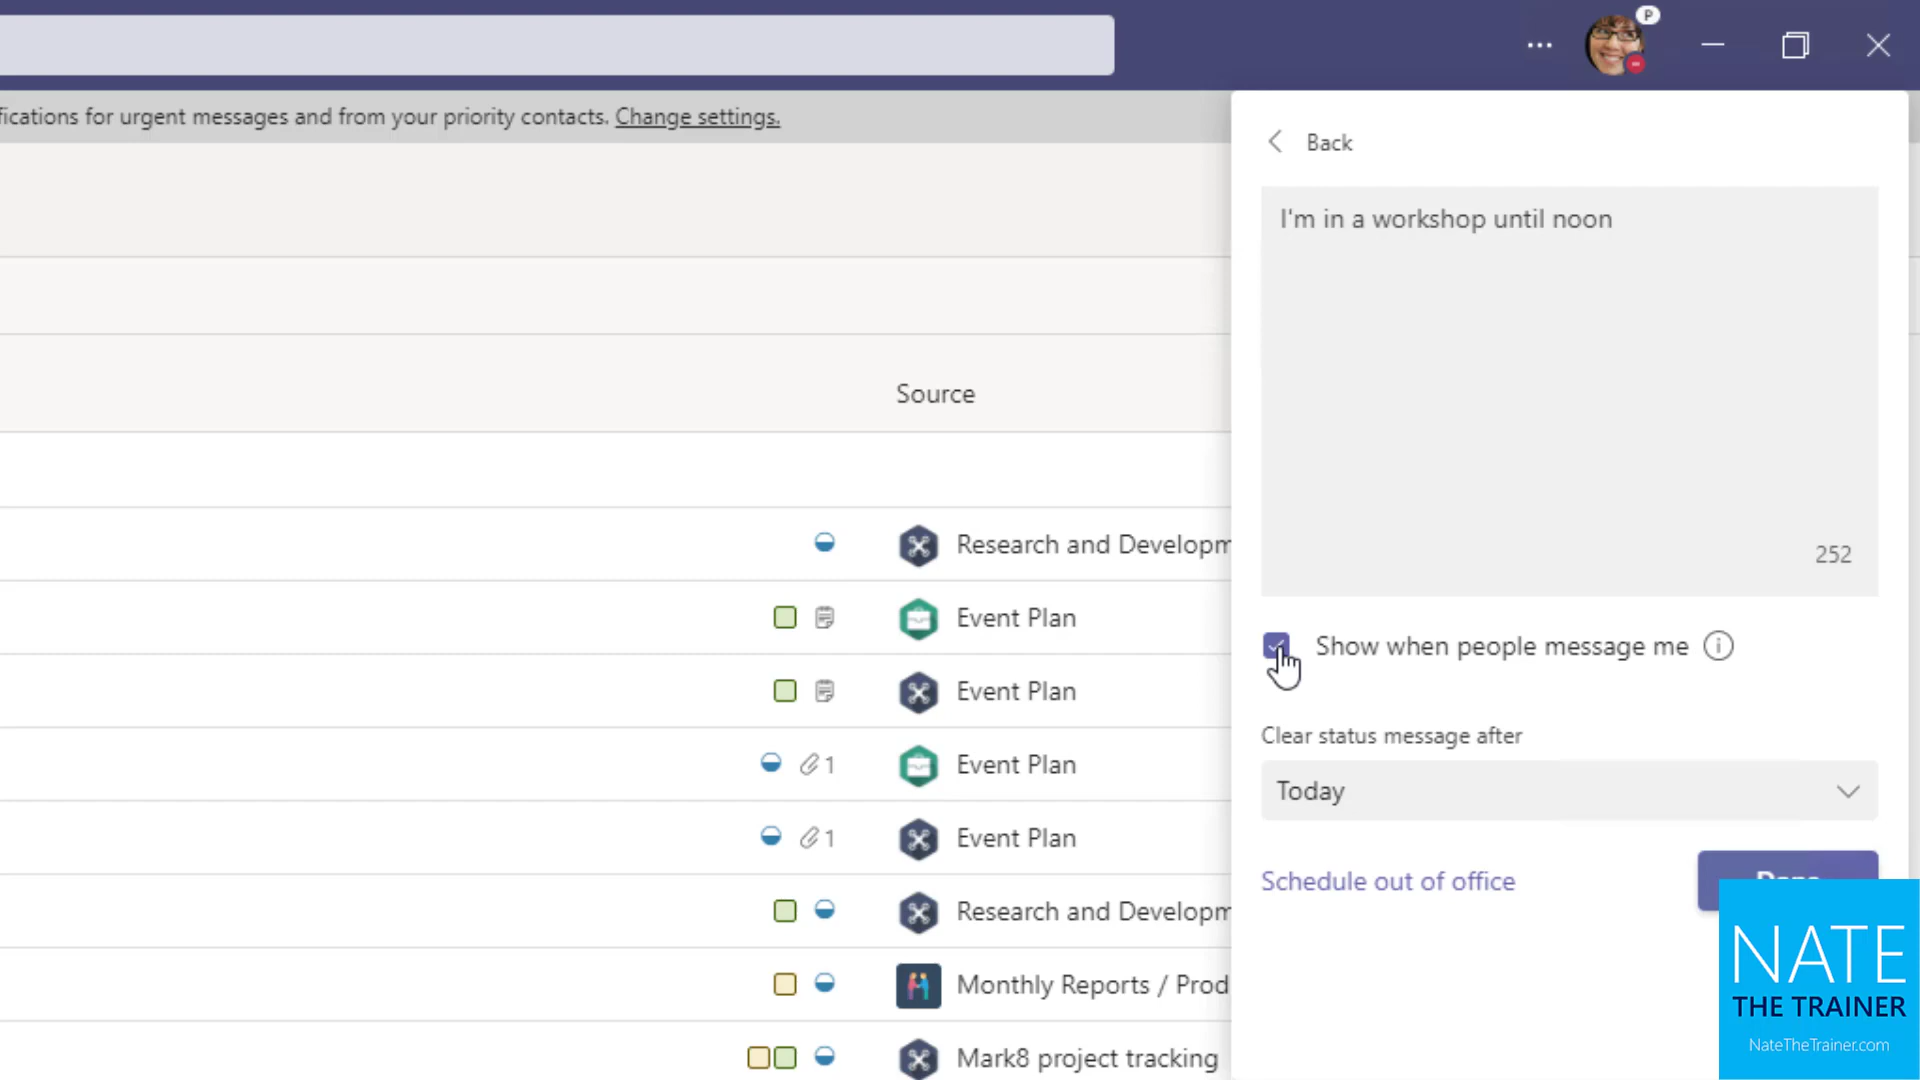 P
fications for urgent messages and from your priority contacts. Change settings.
Back
I'm in a workshop until noon
252
Show when people message me
Clear status message after
Today
Schedule out of office
Done
Source
Research and Developm
Event Plan
Event Plan
1 Event Plan
1 Event Plan
Research and Developm
Monthly Reports / Prod
Mark8 project tracking
NATE
THE TRAINER
NateTheTrainer.com